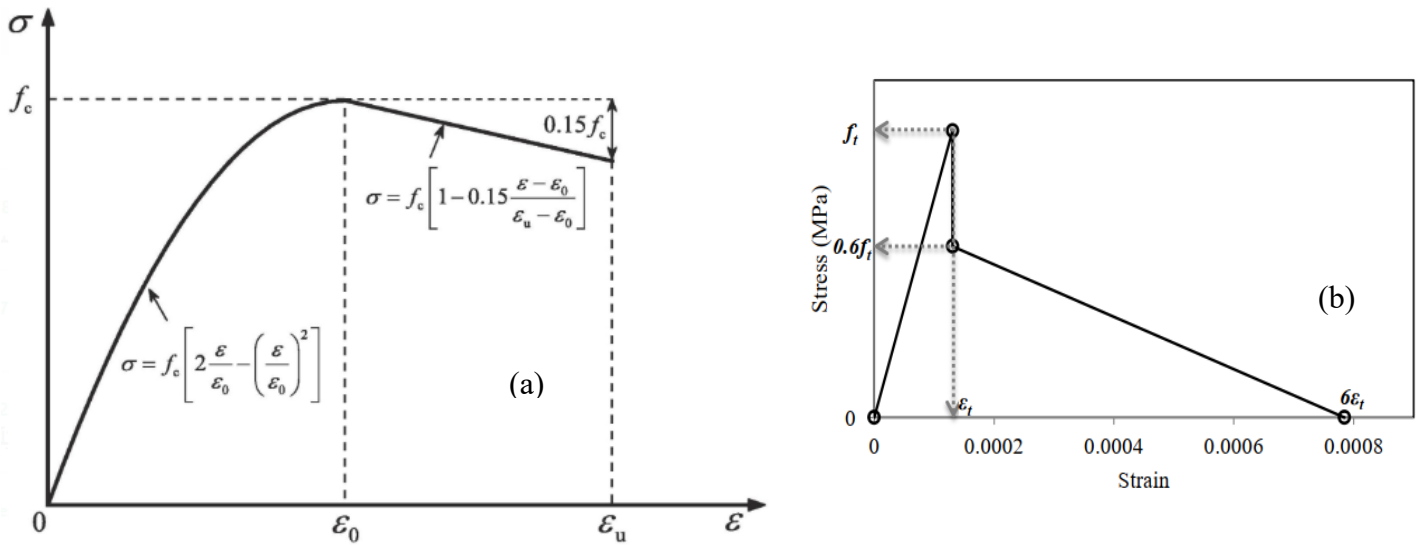 σ
f_c
0.15f_c
σ = f_c[1−0.15 (ε−ε_0)/(ε_u−ε_0)]
σ = f_c[2 ε/ε_0 − (ε/ε_0)^2]
(a)
0
ε_0
ε_u
ε
Stress (MPa)
f_t
0.6f_t
(b)
ε_t
6ε_t
0
0
0.0002
0.0004
0.0006
0.0008
Strain